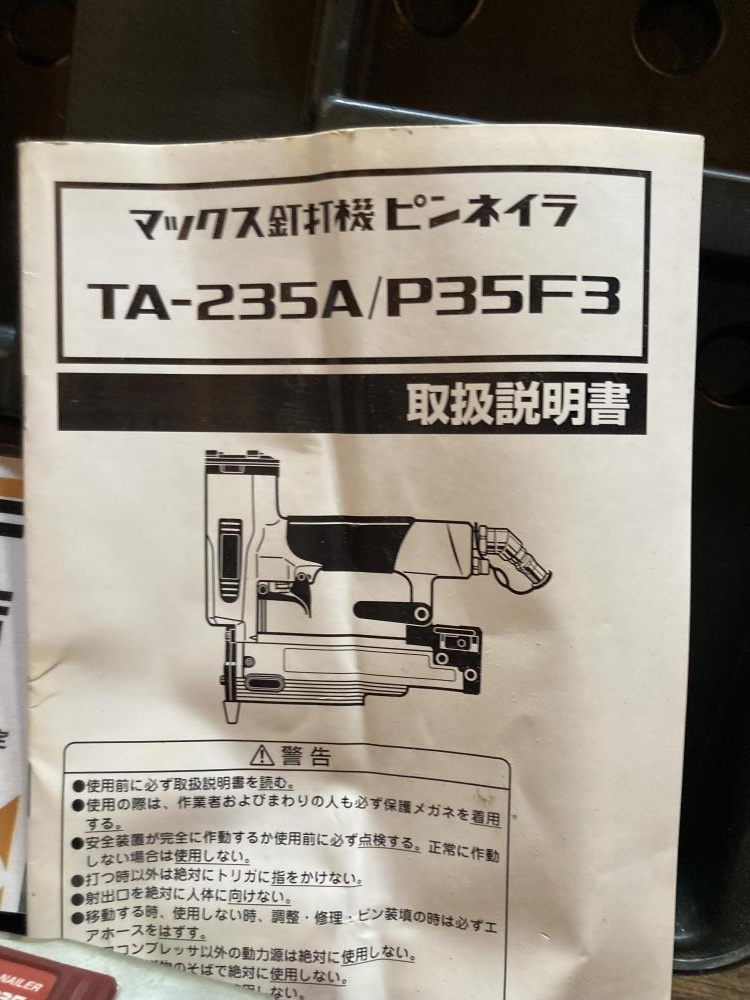 マックス釘打機 ピンネイラ
TA-235A/P35F3
取扱説明書
⚠警告
●使用前に必ず取扱説明書を読む。
●使用の際は、作業者およびまわりの人も必ず保護メガネを着用
する。
●安全装置が完全に作動するか使用前に必ず点検する。正常に作動
しない場合は使用しない。
●打つ時以外は絶対にトリガに指をかけない。
●射出口を絶対に人体に向けない。
●移動する時、使用しない時、調整・修理・ピン装填の時は必ずエ
アホースをはずす。
コンプレッサ以外の動力源は絶対に使用しない。
のそばで絶対に使用しない。
しない。
NAILER